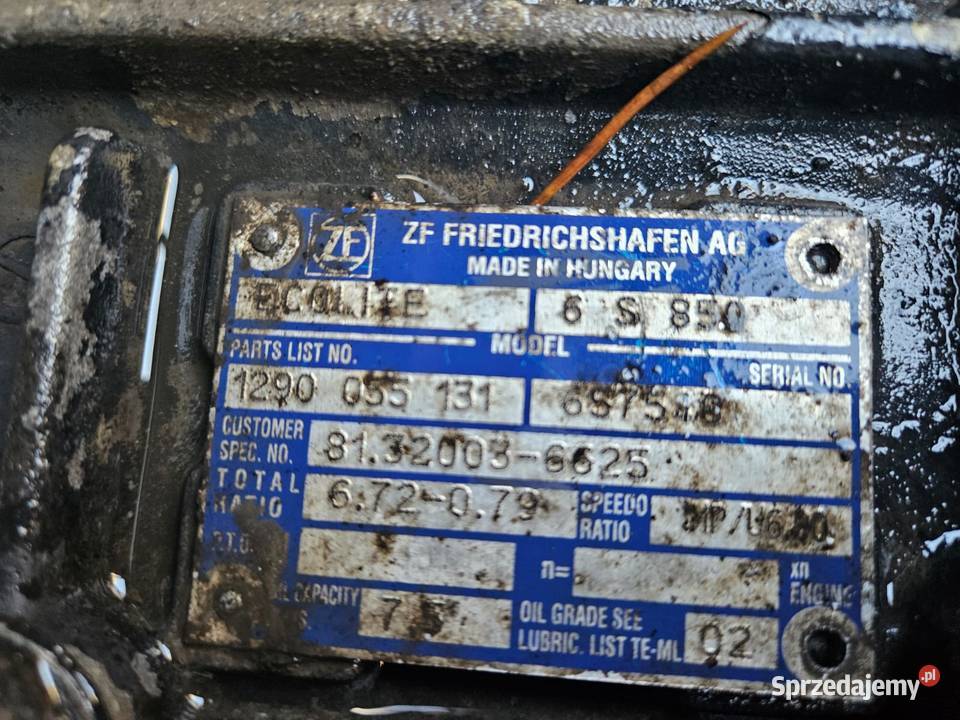 ZF ZF FRIEDRICHSHAFEN AG
MADE IN HUNGARY
ECOLITE 6 S 850
MODEL
PARTS LIST NO. SERIAL NO.
1290 055 131
CUSTOMER
SPEC. NO. 81.32003-6625
TOTAL
RATIO 6.72-0.79 SPEEDO
RATIO
P.T.O. n= xn
ENGINE
CAPACITY
OIL GRADE SEE
LUBRIC. LIST TE-ML 02
Sprzedajemy.pl